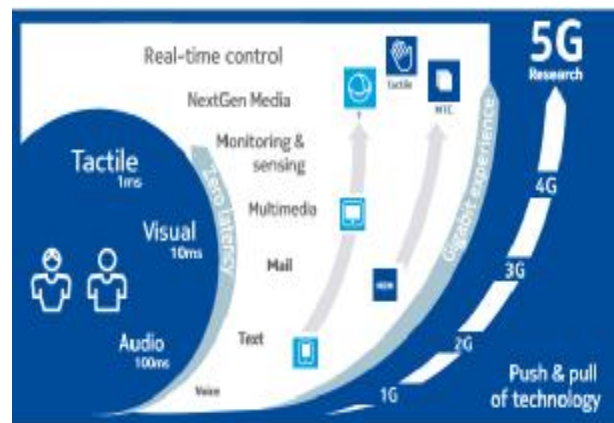 Real-time control
NextGen Media
Monitoring &
sensing
Multimedia
Mail
Text
Voice
Tactile
1ms
Visual
10ms
Audio
100ms
Zero latency
tactile
MTC
NEW
Gigabit experience
5G
Research
4G
3G
2G
1G
Push & pull
of technology